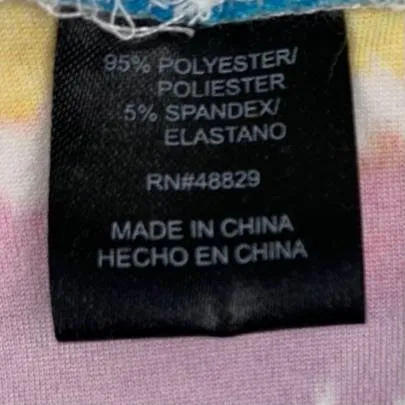 95% POLYESTER/
POLIESTER
5% SPANDEX/
ELASTANO
RN#48829
MADE IN CHINA
HECHO EN CHINA